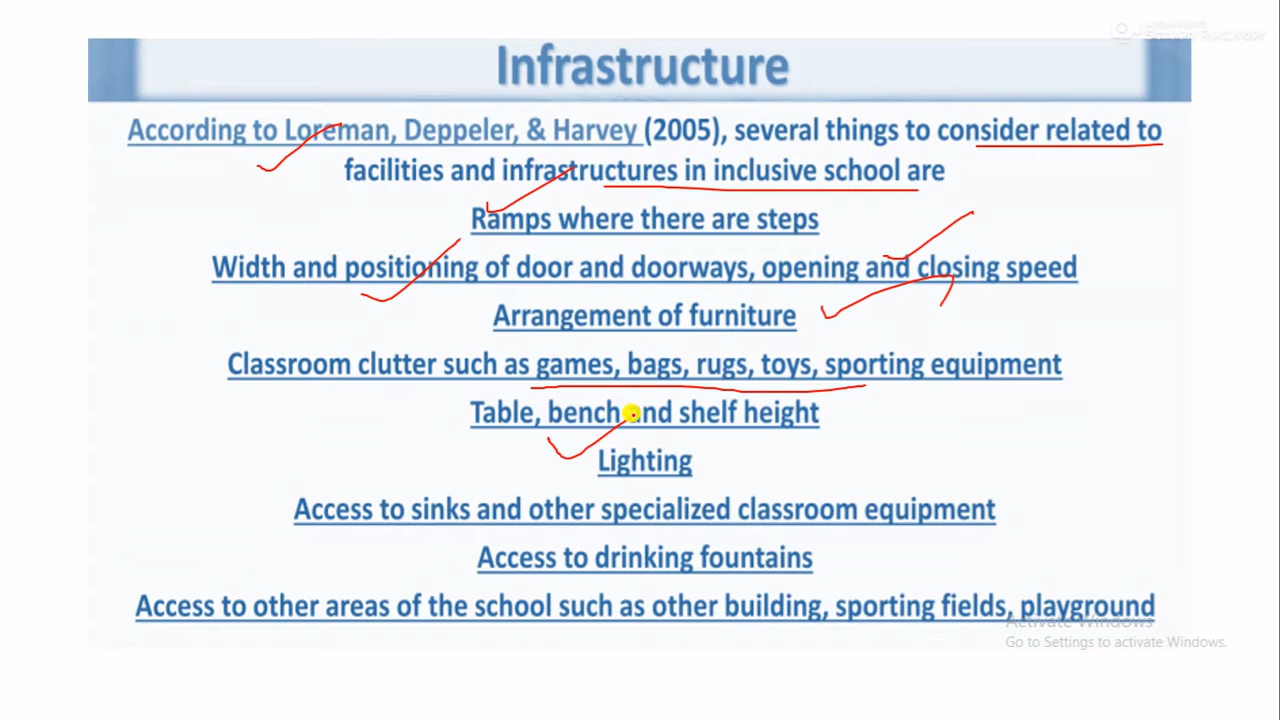 Screen Recorder
Infrastructure
According to Loreman, Deppeler, & Harvey (2005), several things to consider related to
facilities and infrastructures in inclusive school are
Ramps where there are steps
Width and positioning of door and doorways, opening and closing speed
Arrangement of furniture
Classroom clutter such as games, bags, rugs, toys, sporting equipment
Table, bench and shelf height
Lighting
Access to sinks and other specialized classroom equipment
Access to drinking fountains
Access to other areas of the school such as other building, sporting fields, playground
Activate Windows
Go to Settings to activate Windows.